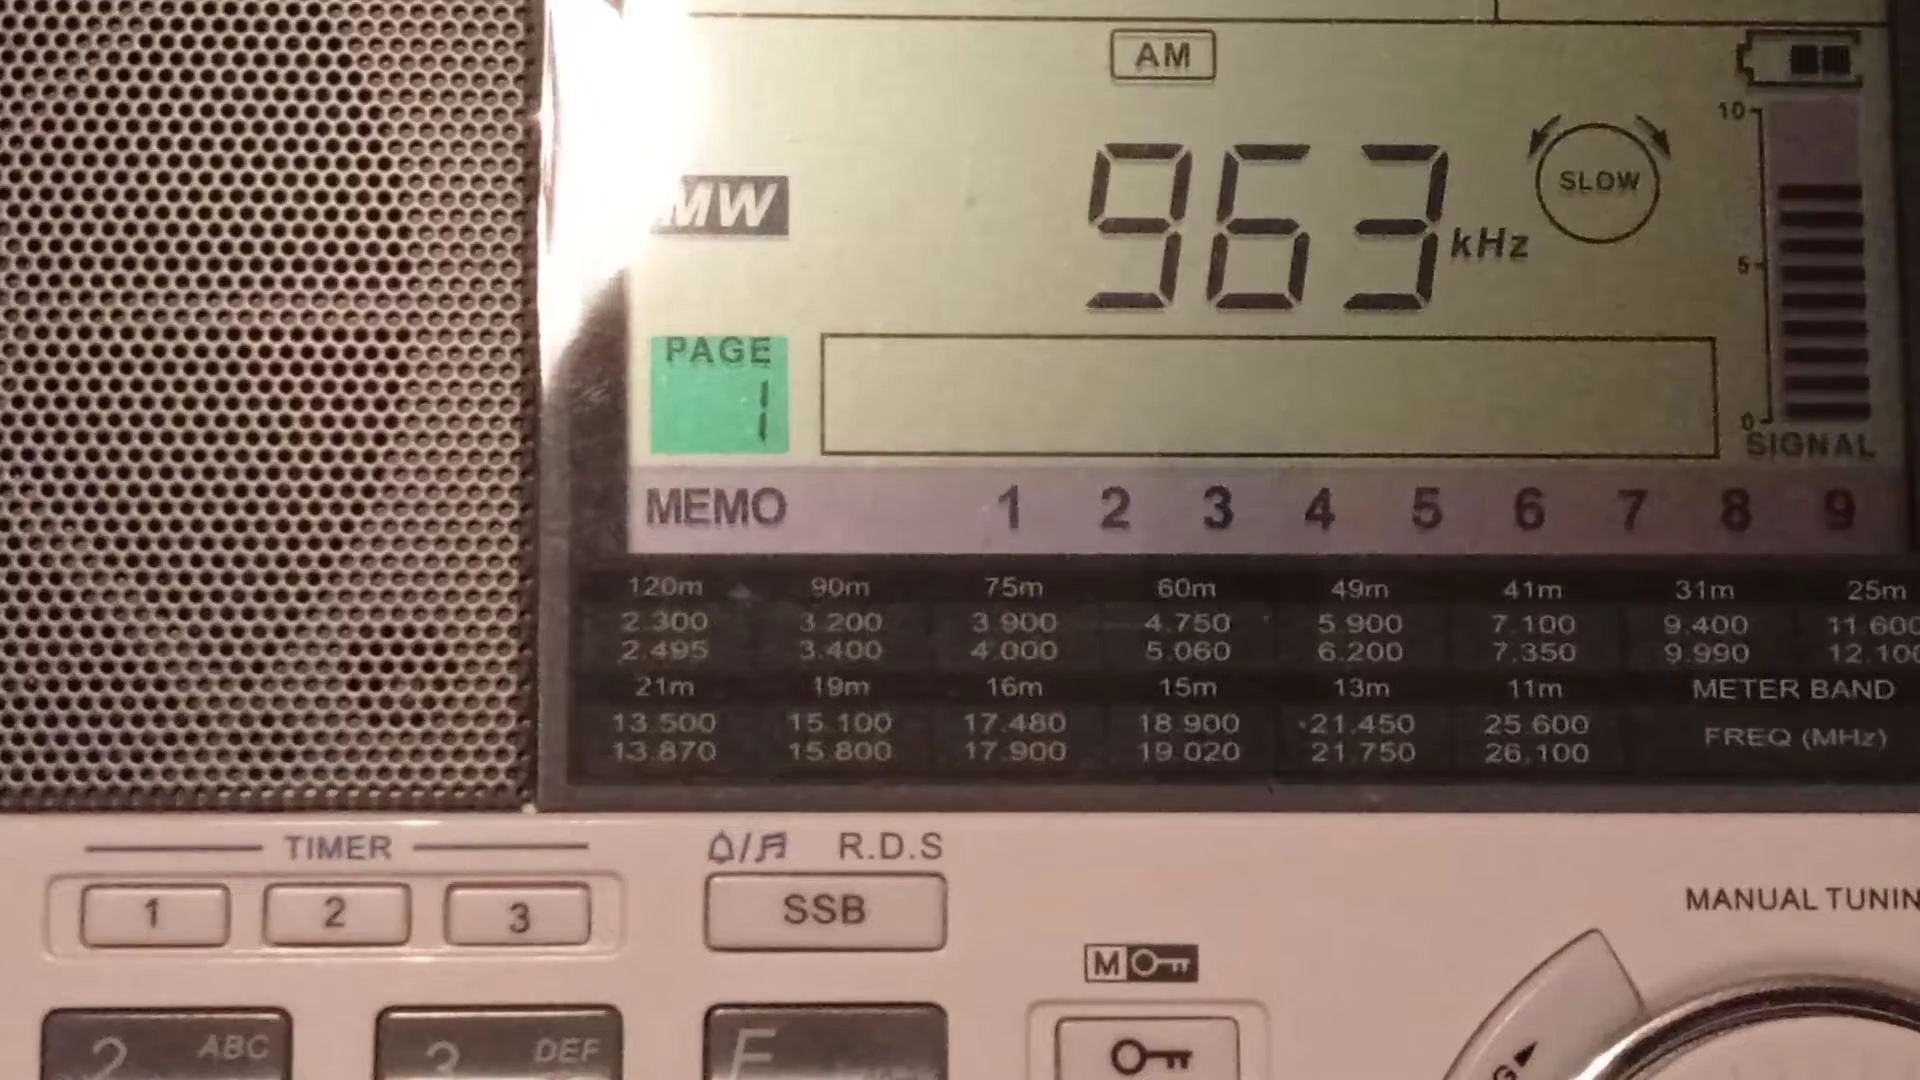 AM
10
MW
963 kHz
SLOW
5
PAGE
1
0
SIGNAL
MEMO 1 2 3 4 5 6 7 8 9
120m 90m 75m 60m 49m 41m 31m 25m
2.300 3.200 3.900 4.750 5.900 7.100 9.400 11.600
2.495 3.400 4.000 5.060 6.200 7.350 9.990 12.100
21m 19m 16m 15m 13m 11m METER BAND
13.500 15.100 17.480 18.900 21.450 25.600 FREQ (MHz)
13.870 15.800 17.900 19.020 21.750 26.100
TIMER
R.D.S
1 2 3
SSB
MANUAL TUNIN
M
2 ABC
3 DEF